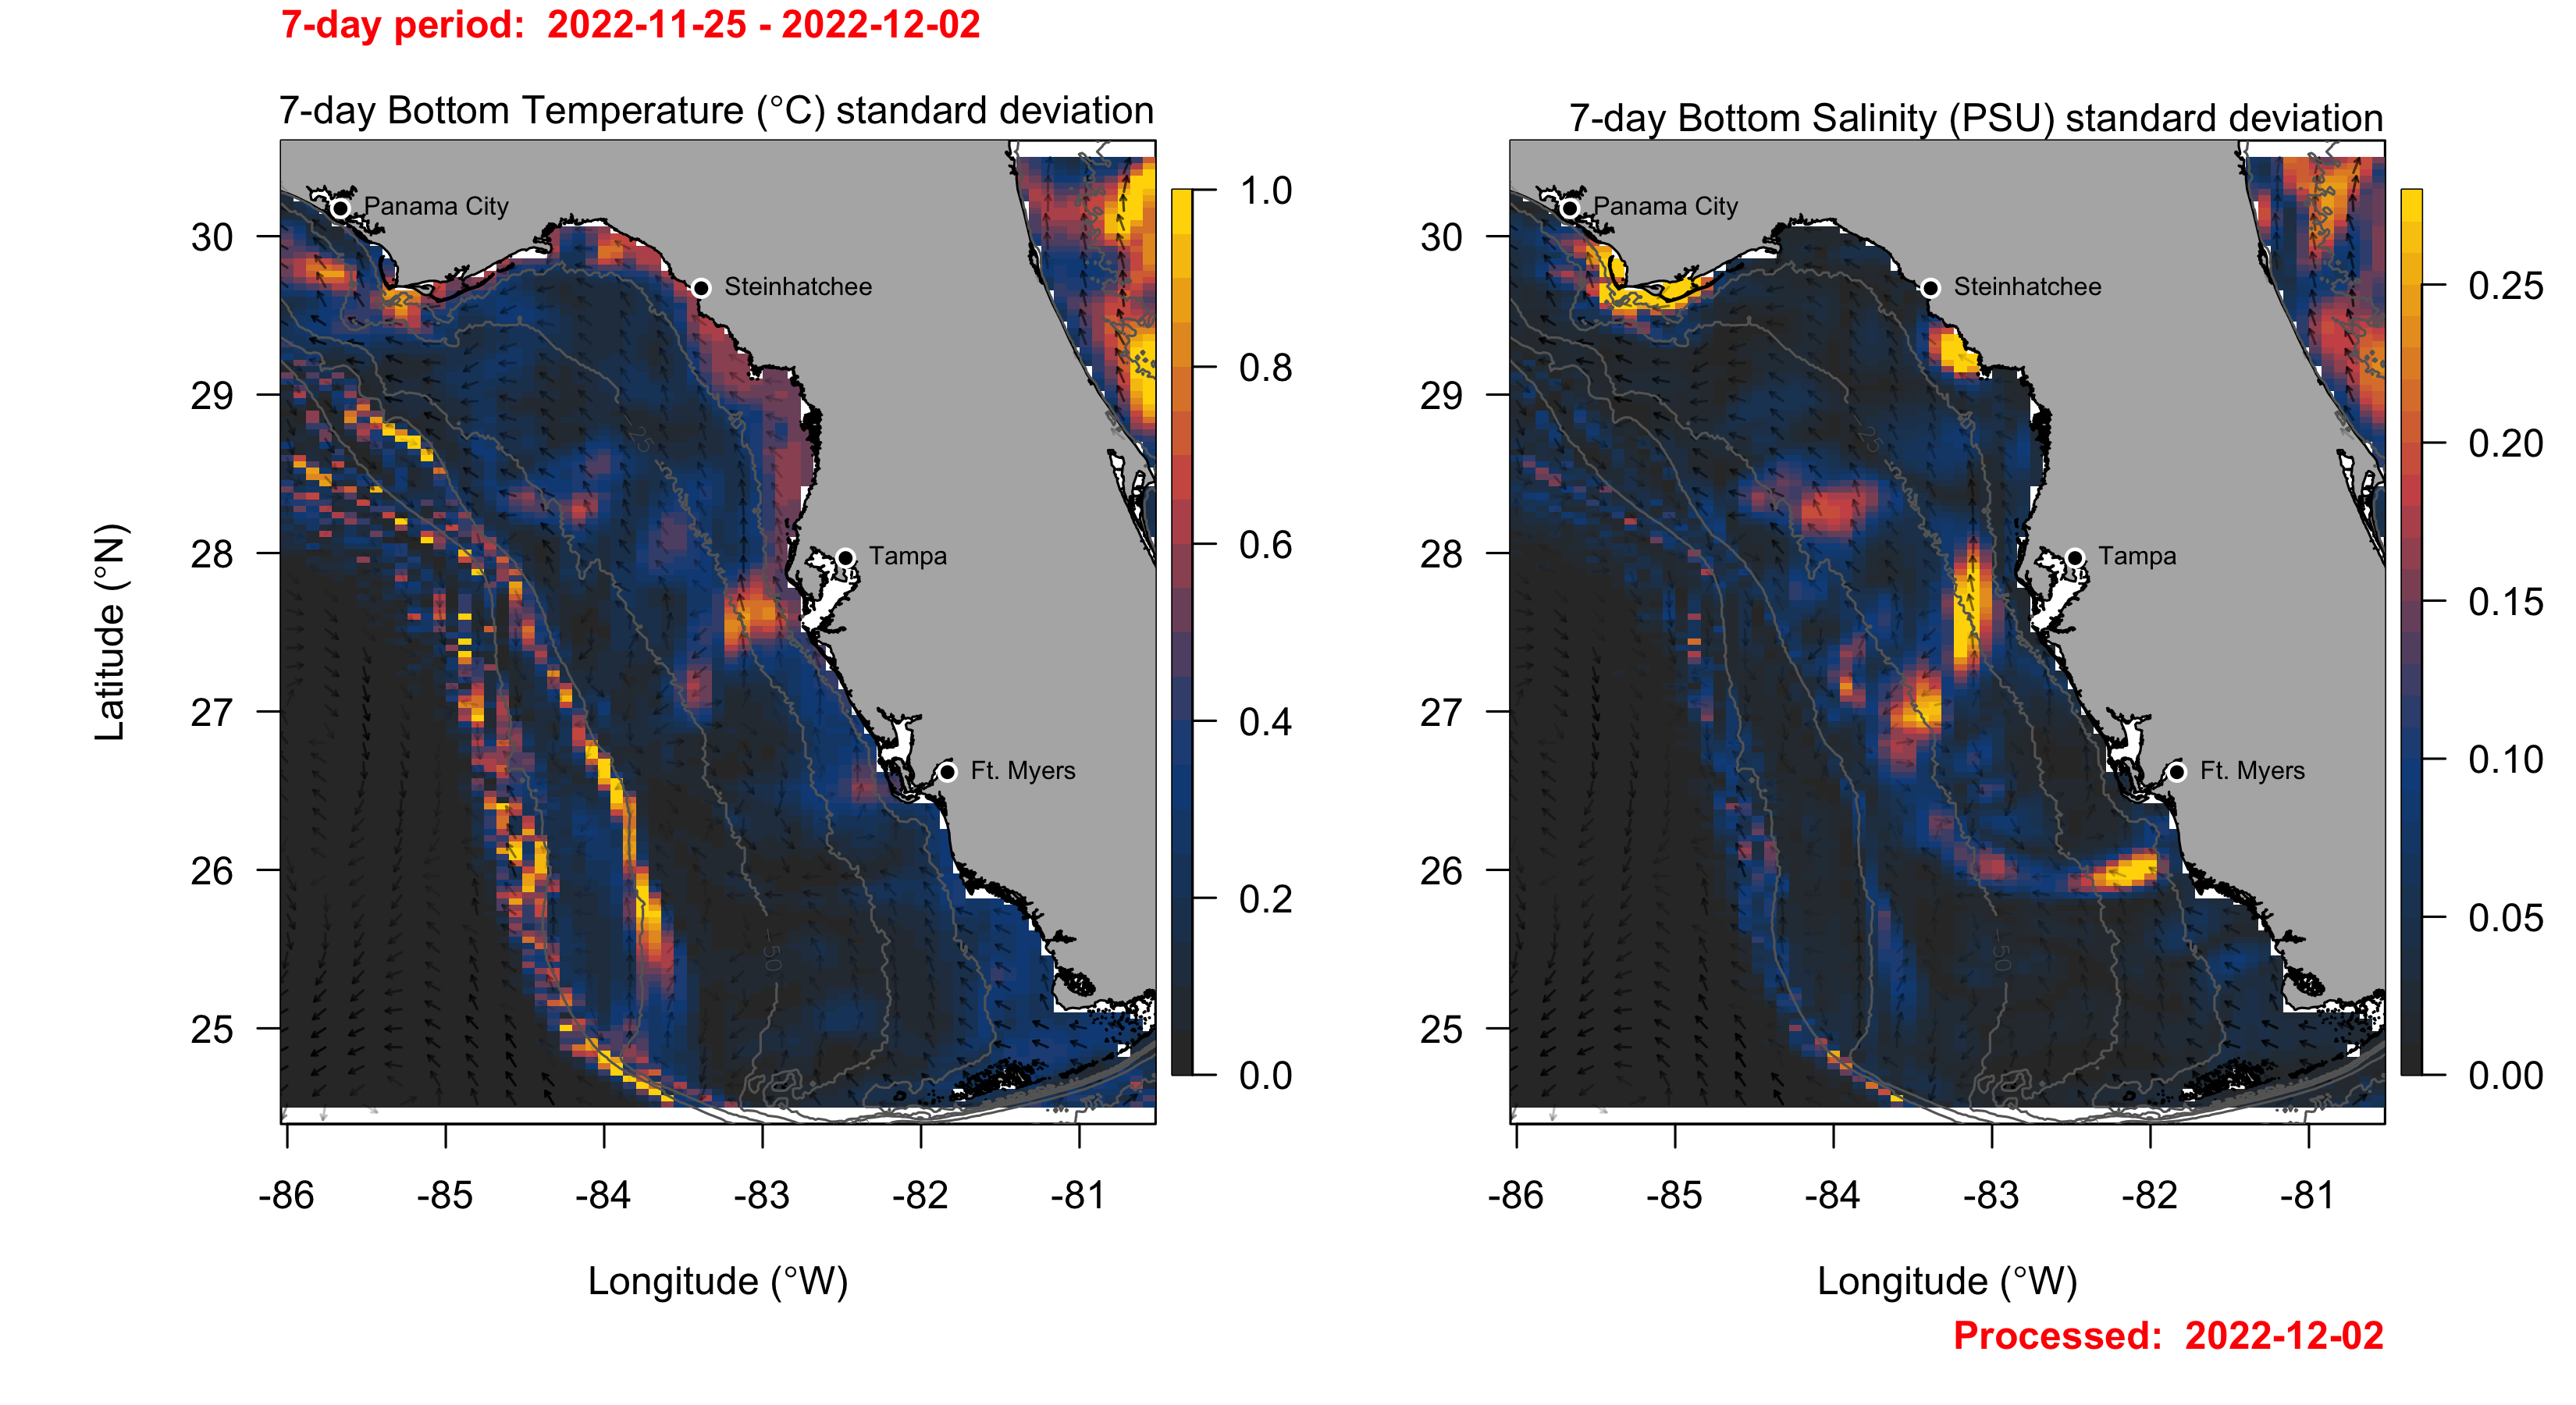 7-day period:  2022-11-25 - 2022-12-02
7-day Bottom Temperature (°C) standard deviation
7-day Bottom Salinity (PSU) standard deviation
Panama City
Steinhatchee
Tampa
Ft. Myers
-25
-50
30
29
28
27
26
25
Latitude (°N)
-86
-85
-84
-83
-82
-81
Longitude (°W)
1.0
0.8
0.6
0.4
0.2
0.0
Panama City
Steinhatchee
Tampa
Ft. Myers
-25
-50
30
29
28
27
26
25
-86
-85
-84
-83
-82
-81
Longitude (°W)
0.25
0.20
0.15
0.10
0.05
0.00
Processed:  2022-12-02